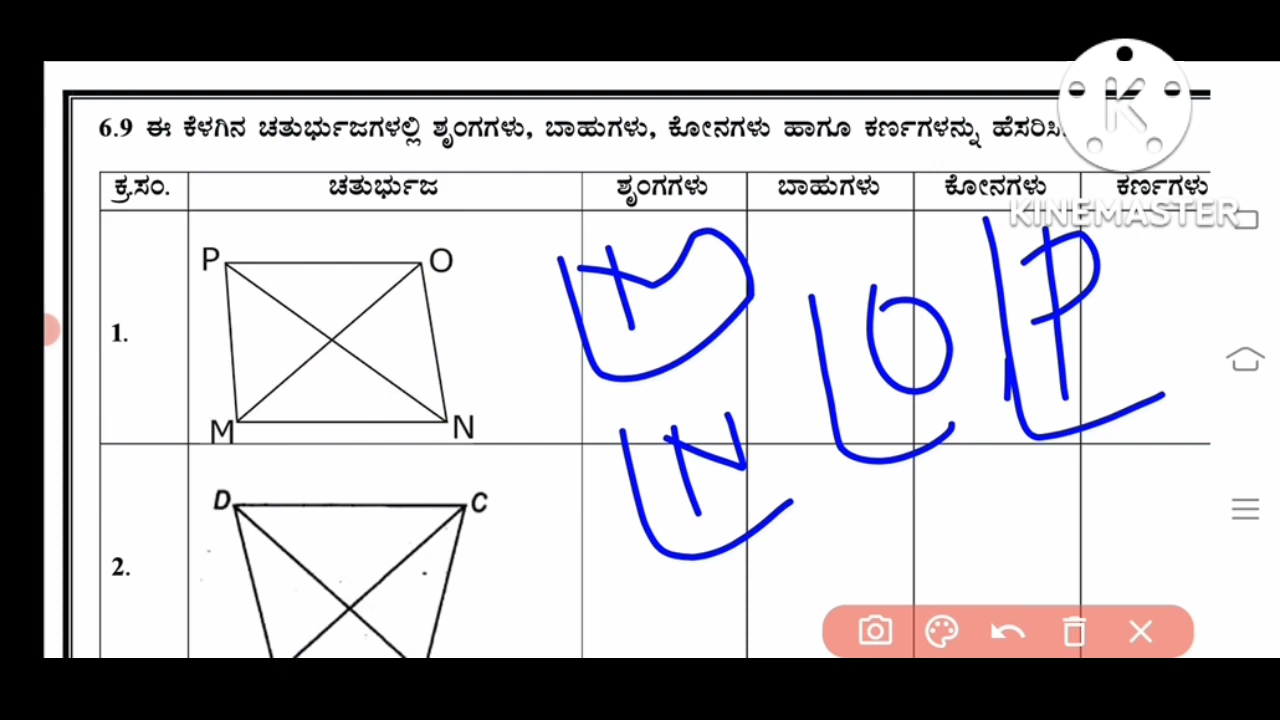 6.9 ಈ ಕೆಳಗಿನ ಚತುರ್ಭುಜಗಳಲ್ಲಿ ಶೃಂಗಗಳು, ಬಾಹುಗಳು, ಕೋನಗಳು ಹಾಗೂ ಕರ್ಣಗಳನ್ನು ಹೆಸರಿಸಿ
K
ಕ್ರ.ಸಂ. ಚತುರ್ಭುಜ ಶೃಂಗಗಳು ಬಾಹುಗಳು ಕೋನಗಳು ಕರ್ಣಗಳು
KINEMASTER
P O
1.
M N
O P
N
D C
2.